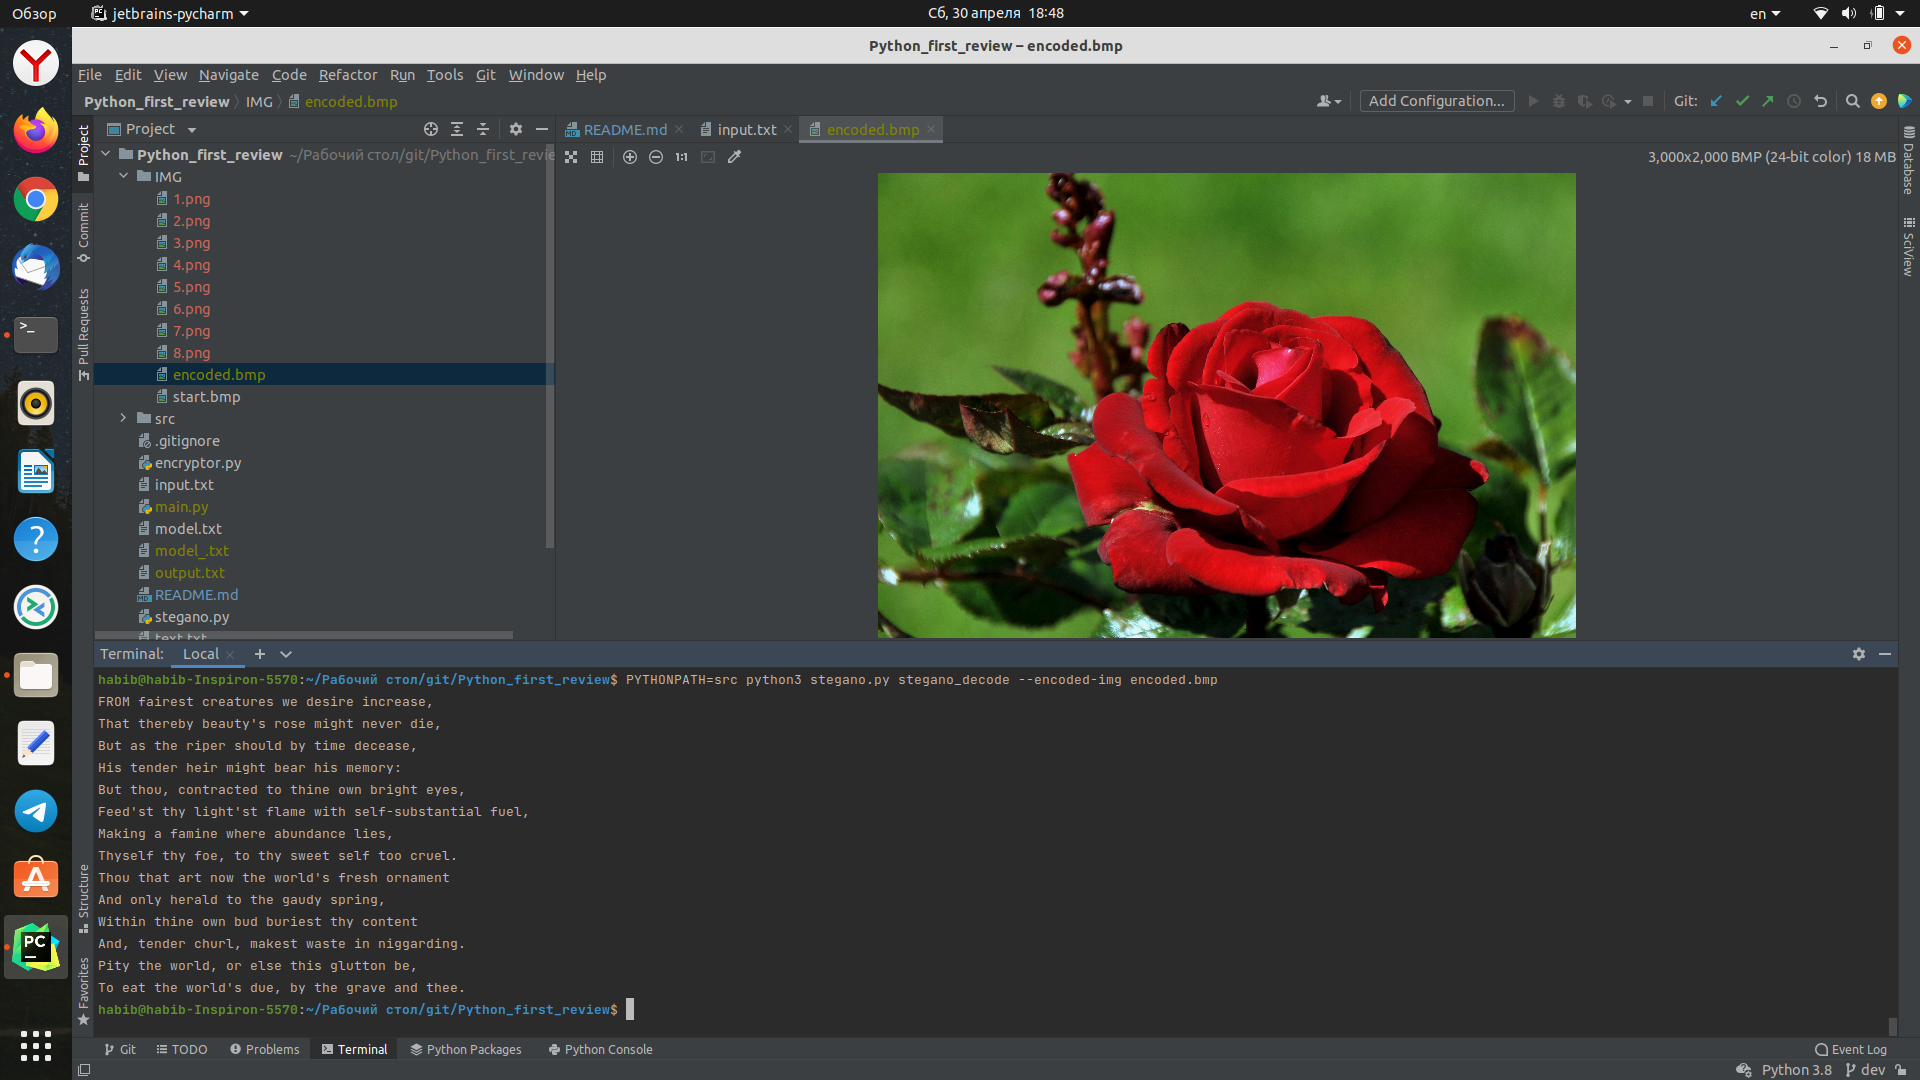 Обзор
jetbrains-pycharm
Сб, 30 апреля 18:48
en
Python_first_review – encoded.bmp
File Edit View Navigate Code Refactor Run Tools Git Window Help
Python_first_review IMG encoded.bmp
Add Configuration...
Git:
Project
README.md
input.txt
encoded.bmp
Python_first_review ~/Рабочий стол/git/Python_first_revie
3,000x2,000 BMP (24-bit color) 18 MB
1:1
IMG
1.png
2.png
3.png
4.png
5.png
6.png
7.png
8.png
encoded.bmp
start.bmp
src
.gitignore
encryptor.py
input.txt
main.py
model.txt
model_.txt
output.txt
README.md
stegano.py
text.txt
Project
Commit
Pull Requests
Structure
Favorites
Database
SciView
Terminal: Local
habib@habib-Inspiron-5570:~/Рабочий стол/git/Python_first_review$ PYTHONPATH=src python3 stegano.py stegano_decode --encoded-img encoded.bmp
FROM fairest creatures we desire increase,
That thereby beauty's rose might never die,
But as the riper should by time decease,
His tender heir might bear his memory:
But thou, contracted to thine own bright eyes,
Feed'st thy light'st flame with self-substantial fuel,
Making a famine where abundance lies,
Thyself thy foe, to thy sweet self too cruel.
Thou that art now the world's fresh ornament
And only herald to the gaudy spring,
Within thine own bud buriest thy content
And, tender churl, makest waste in niggarding.
Pity the world, or else this glutton be,
To eat the world's due, by the grave and thee.
habib@habib-Inspiron-5570:~/Рабочий стол/git/Python_first_review$
Git TODO Problems Terminal Python Packages Python Console
Event Log
Python 3.8 dev
PC